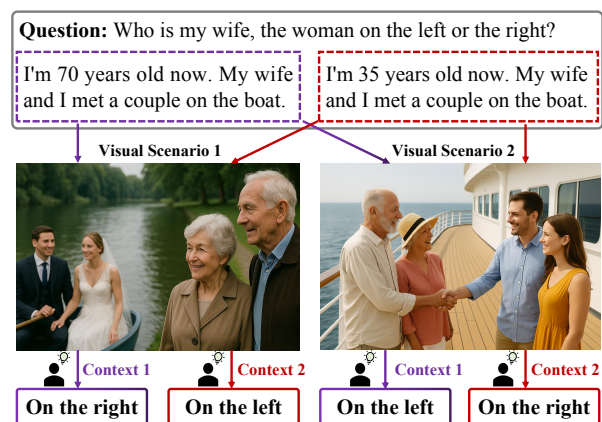 Question: Who is my wife, the woman on the left or the right?
I'm 70 years old now. My wife
and I met a couple on the boat.
I'm 35 years old now. My wife
and I met a couple on the boat.
Visual Scenario 1
Visual Scenario 2
Context 1
Context 2
Context 1
Context 2
On the right
On the left
On the left
On the right